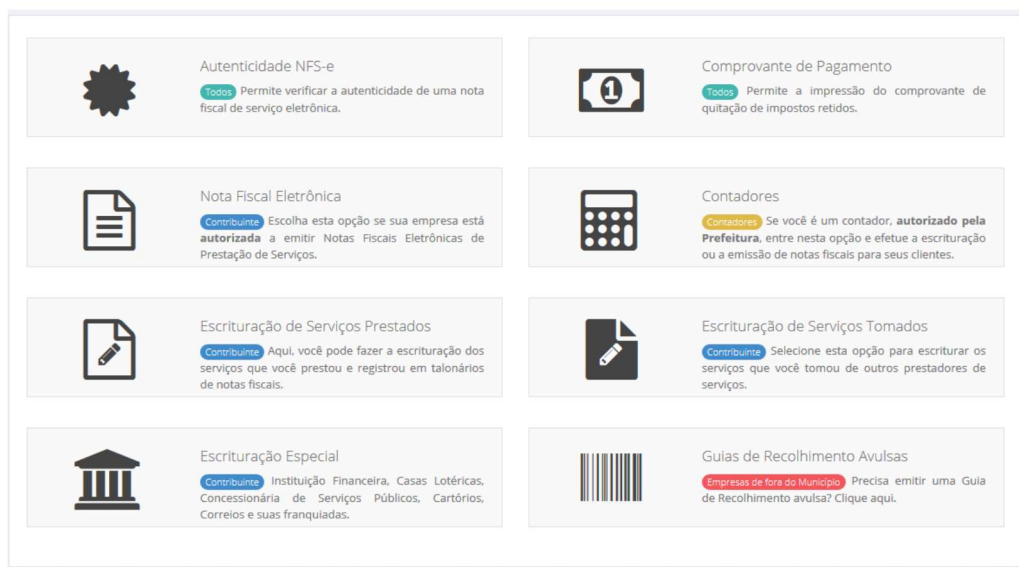 Autenticidade NFS-e
Todos Permite verificar a autenticidade de uma nota
fiscal de serviço eletrônica.
Comprovante de Pagamento
1
Todos Permite a impressão do comprovante de
quitação de impostos retidos.
Nota Fiscal Eletrônica
Contribuinte Escolha esta opção se sua empresa está
autorizada a emitir Notas Fiscais Eletrônicas de
Prestação de Serviços.
Contadores
Contadores Se você é um contador, autorizado pela
Prefeitura, entre nesta opção e efetue a escrituração
ou a emissão de notas fiscais para seus clientes.
Escrituração de Serviços Prestados
Contribuinte Aqui, você pode fazer a escrituração dos
serviços que você prestou e registrou em talonários
de notas fiscais.
Escrituração de Serviços Tomados
Contribuinte Selecione esta opção para escriturar os
serviços que você tomou de outros prestadores de
serviços.
Escrituração Especial
Contribuinte Instituição Financeira, Casas Lotéricas,
Concessionária de Serviços Públicos, Cartórios,
Correios e suas franquiadas.
Guias de Recolhimento Avulsas
Empresas de fora do Município Precisa emitir uma Guia
de Recolhimento avulsa? Clique aqui.